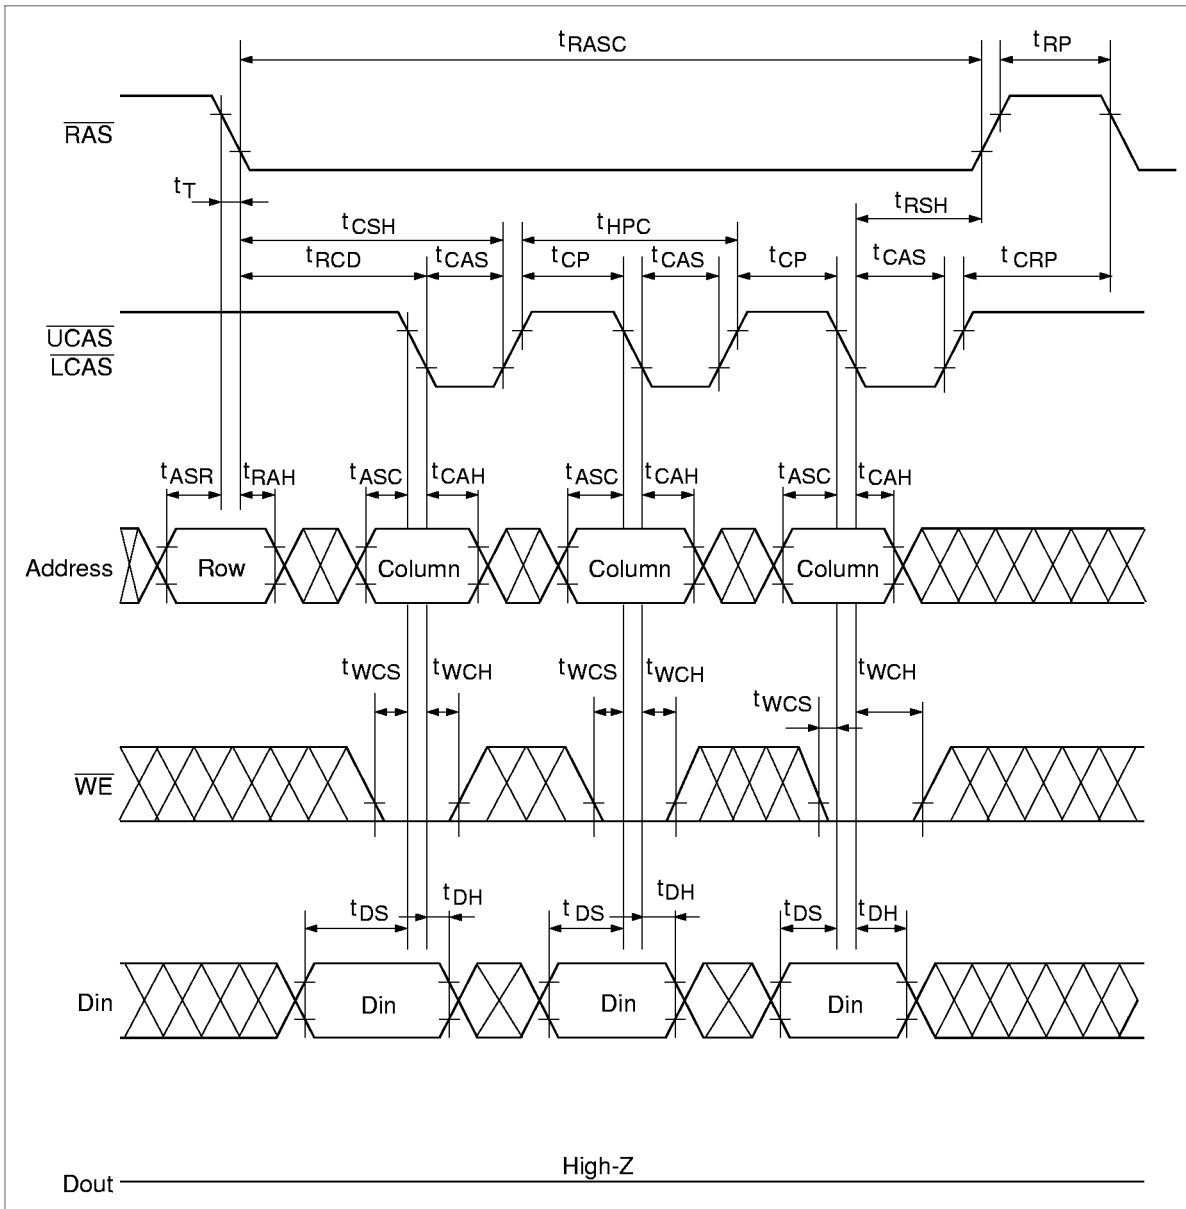 tRASC
tRP
RAS
tT
tRSH
tCSH
tHPC
tRCD
tCAS
tCP
tCAS
tCP
tCAS
tCRP
UCAS
LCAS
tASR
tRAH
tASC
tCAH
tASC
tCAH
tASC
tCAH
Address
Row
Column
Column
Column
tWCS
tWCH
tWCS
tWCH
tWCS
tWCH
WE
tDS
tDH
tDS
tDH
tDS
tDH
Din
Din
Din
Din
High-Z
Dout